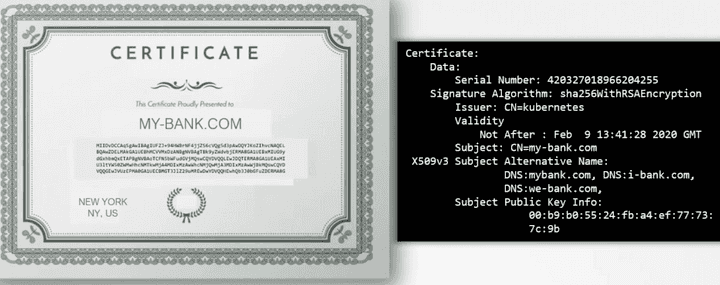 CERTIFICATE
This Certificate Proudly Presented to
MY-BANK.COM
NEW YORK
NY, US
Certificate:
Data:
Serial Number: 420327018966204255
Signature Algorithm: sha256WithRSAEncryption
Issuer: CN=kubernetes
Validity
Not After : Feb  9 13:41:28 2020 GMT
Subject: CN=my-bank.com
X509v3 Subject Alternative Name:
DNS:mybank.com, DNS:i-bank.com,
DNS:we-bank.com,
Subject Public Key Info:
00:b9:b0:55:24:fb:a4:ef:77:73:
7c:9b